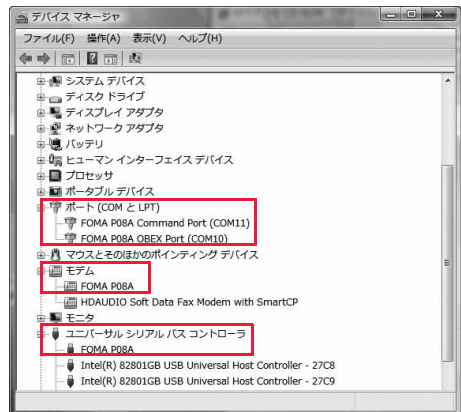 デバイス マネージャ
ファイル(F) 操作(A) 表示(V) ヘルプ(H)
システム デバイス
ディスク ドライブ
ディスプレイ アダプタ
ネットワーク アダプタ
バッテリ
ヒューマン インターフェイス デバイス
プロセッサ
ポータブル デバイス
ポート (COM と LPT)
FOMA P08A Command Port (COM11)
FOMA P08A OBEX Port (COM10)
マウスとそのほかのポインティング デバイス
モデム
FOMA P08A
HDAUDIO Soft Data Fax Modem with SmartCP
モニタ
ユニバーサル シリアル バス コントローラ
FOMA P08A
Intel(R) 82801GB USB Universal Host Controller - 27C8
Intel(R) 82801GB USB Universal Host Controller - 27C9